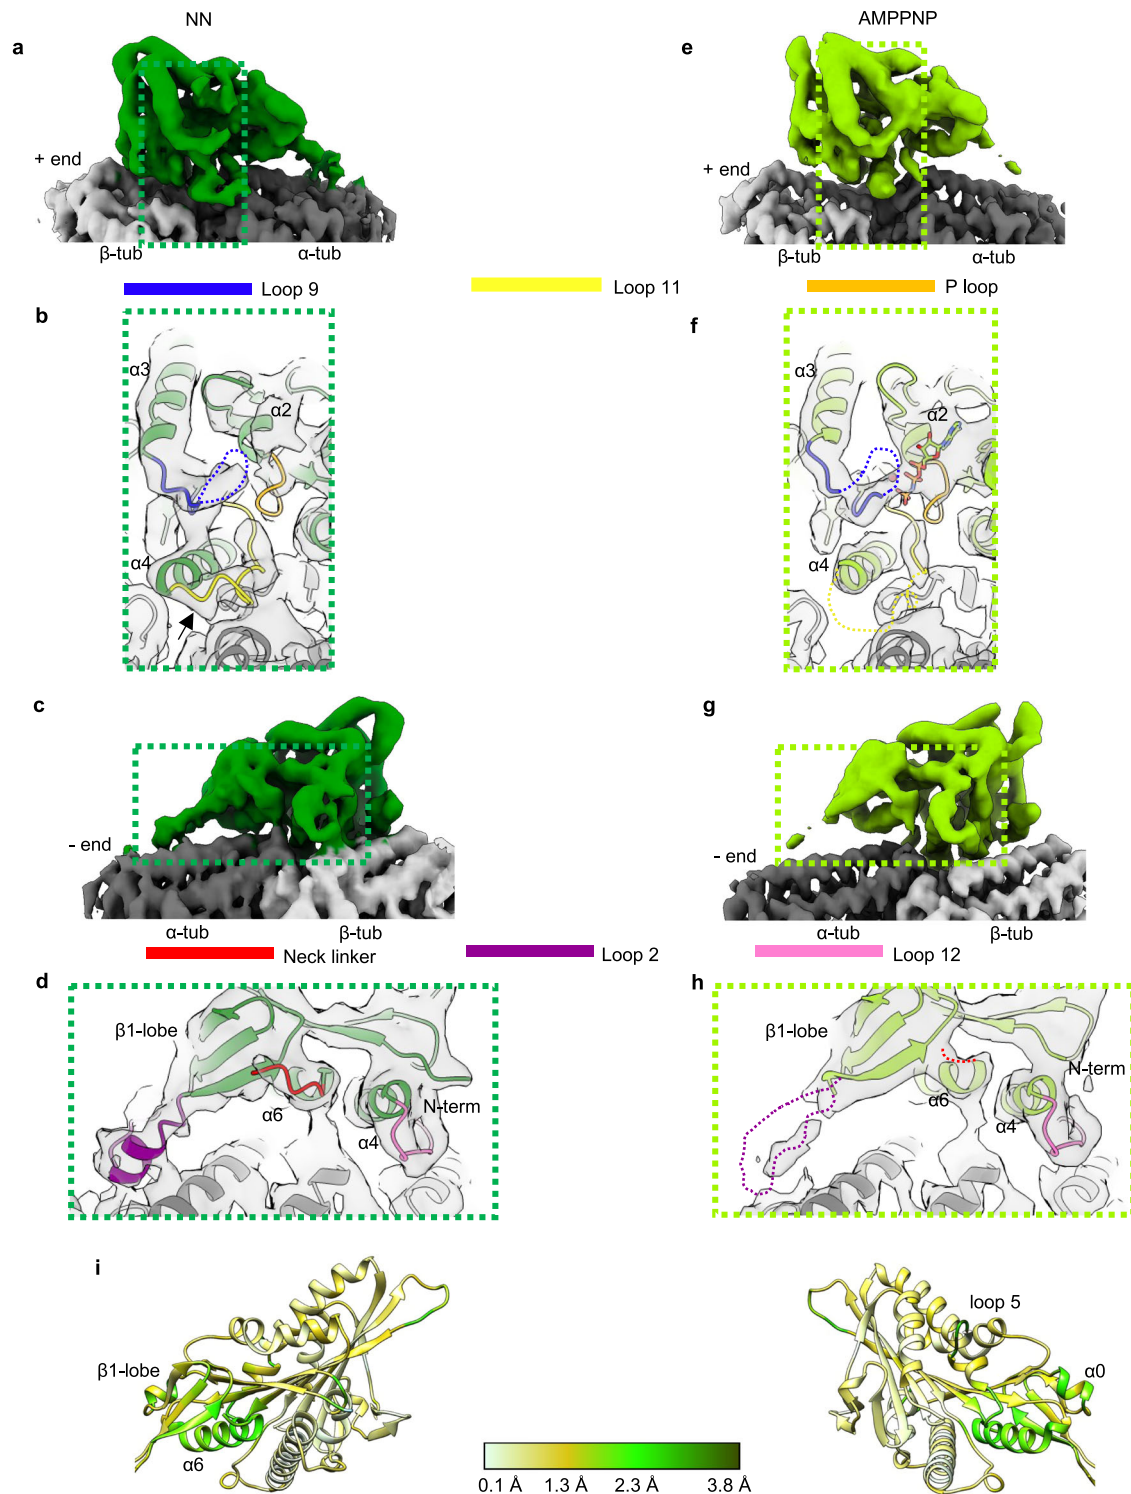 NN
AMPPNP
a
e
+ end
+ end
β-tub
α-tub
β-tub
α-tub
Loop 9
Loop 11
P loop
b
f
α3
α2
α4
α3
α2
α4
c
g
- end
- end
α-tub
β-tub
α-tub
β-tub
Neck linker
Loop 2
Loop 12
d
h
β1-lobe
α6
α4
N-term
β1-lobe
α6
α4
N-term
i
β1-lobe
α6
loop 5
α0
0.1 Å 1.3 Å 2.3 Å 3.8 Å